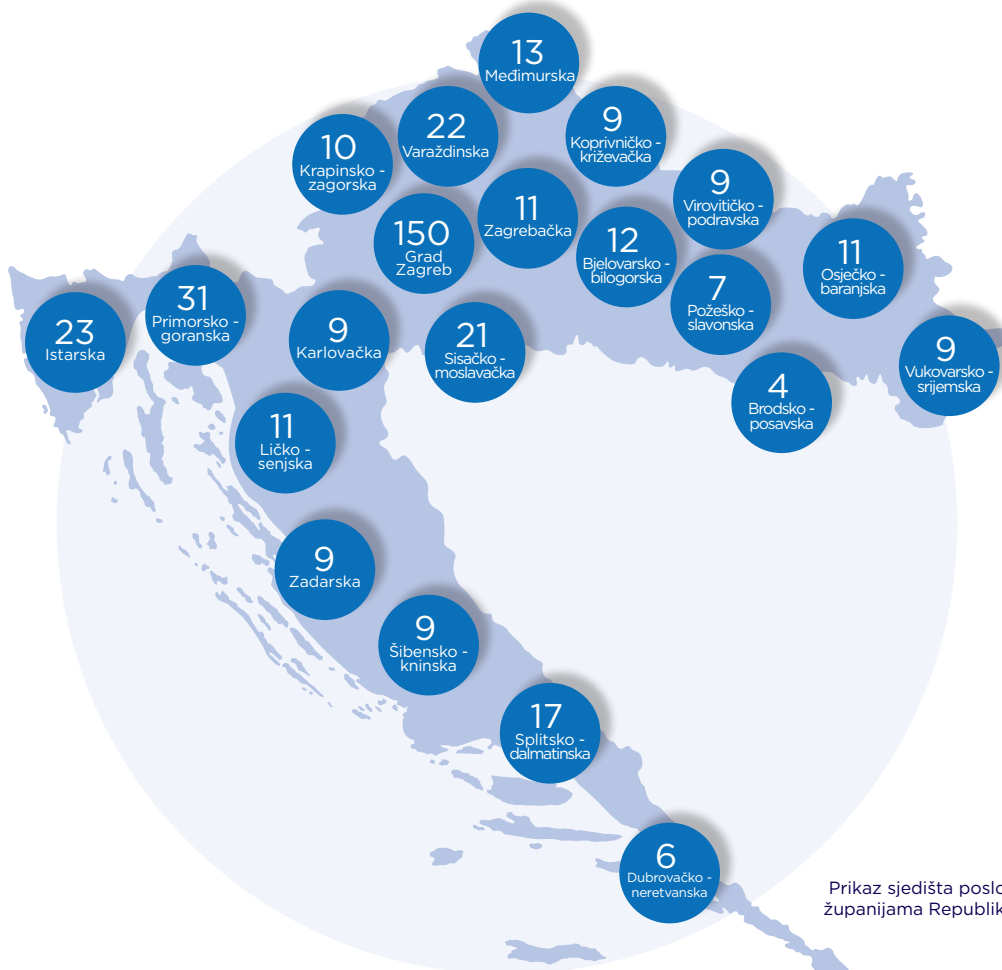 13
Međimurska
22
Varaždinska
9
Koprivničko -
križevačka
10
Krapinsko -
zagorska
9
Virovitičko -
podravska
11
Zagrebačka
150
Grad
Zagreb
12
Bjelovarsko -
bilogorska
11
Osječko -
baranjska
7
Požeško -
slavonska
31
Primorsko -
goranska
23
Istarska
9
Karlovačka
21
Sisačko -
moslavačka
9
Vukovarsko -
srijemska
4
Brodsko -
posavska
11
Ličko -
senjska
9
Zadarska
9
Šibensko -
kninska
17
Splitsko -
dalmatinska
6
Dubrovačko -
neretvanska
Prikaz sjedišta
županijama